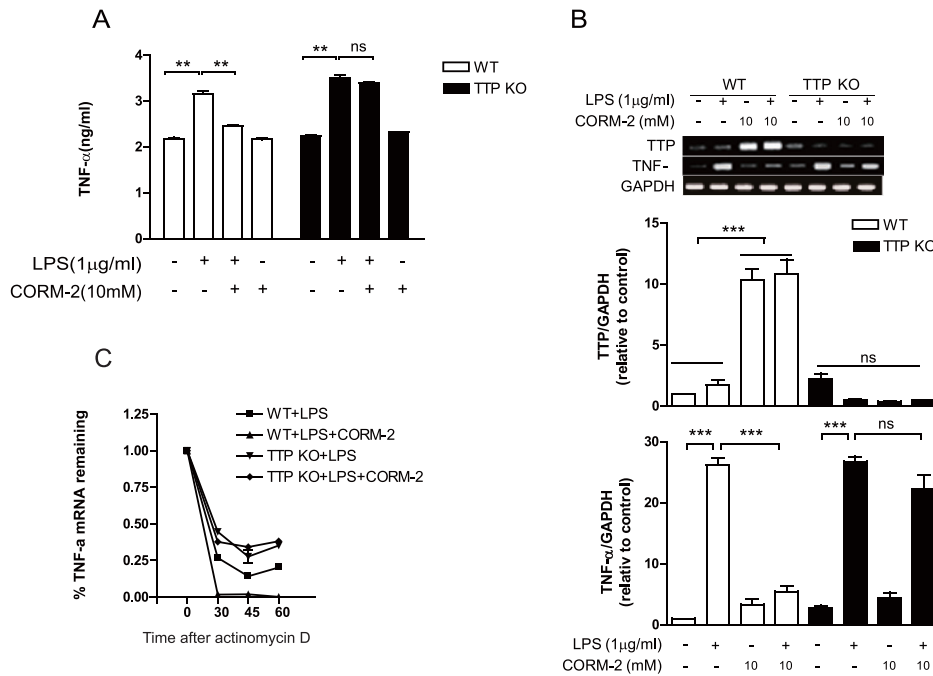 A
** ** ** ns
WT
TTP KO
4
3
2
1
0
TNF-α(ng/ml)
LPS(1µg/ml) - + + - - + + -
CORM-2(10mM) - - + + - - + +
B
WT TTP KO
LPS (1µg/ml) - + - + - + - +
CORM-2 (mM) - - 10 10 - - 10 10
TTP
TNF-
GAPDH
WT
TTP KO
15
10
5
0
TTP/GAPDH
(relative to control)
***
ns
30
20
10
0
TNF-α/GAPDH
(relativ to control)
*** *** *** ns
LPS (1µg/ml) - + - + - + - +
CORM-2 (mM) - - 10 10 - - 10 10
C
WT+LPS
WT+LPS+CORM-2
TTP KO+LPS
TTP KO+LPS+CORM-2
1.25
1.00
0.75
0.50
0.25
0.00
% TNF-a mRNA remaining
0 30 45 60
Time after actinomycin D